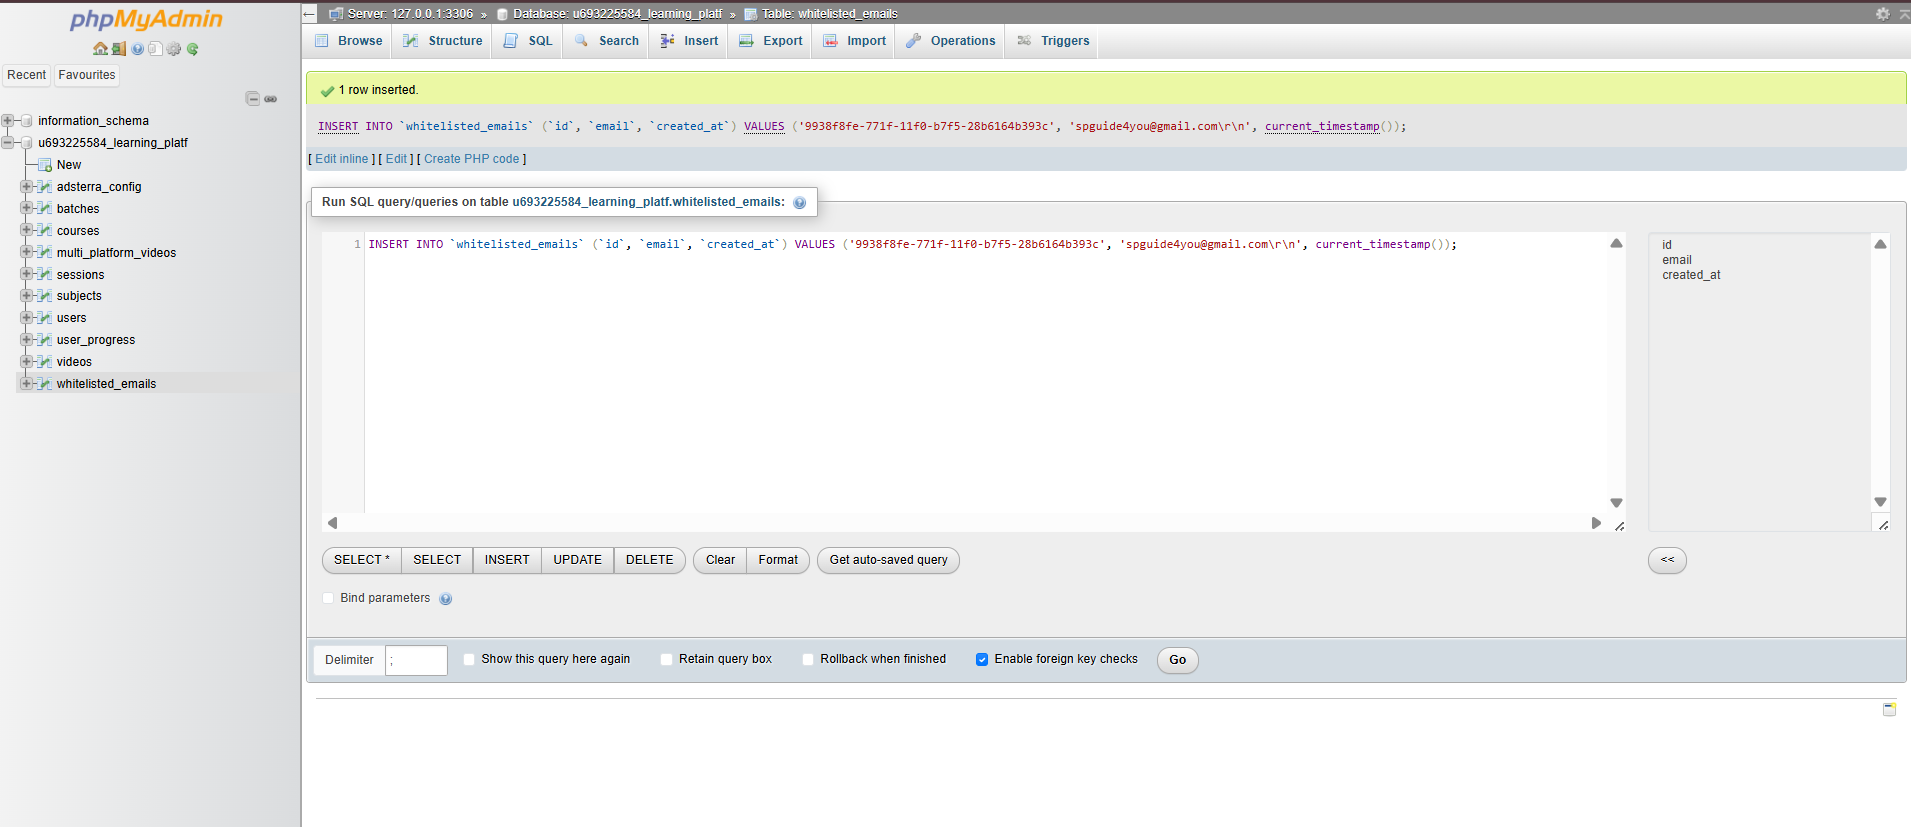 phpMyAdmin
Recent Favourites
information_schema
u693225584_learning_platf
New
adsterra_config
batches
courses
multi_platform_videos
sessions
subjects
users
user_progress
videos
whitelisted_emails
Server: 127.0.0.1:3306 » Database: u693225584_learning_platf » Table: whitelisted_emails
Browse Structure SQL Search Insert Export Import Operations Triggers
1 row inserted.
INSERT INTO `whitelisted_emails` (`id`, `email`, `created_at`) VALUES ('9938f8fe-771f-11f0-b7f5-28b6164b393c', 'spguide4you@gmail.com\r\n', current_timestamp());
[ Edit inline ] [ Edit ] [ Create PHP code ]
Run SQL query/queries on table u693225584_learning_platf.whitelisted_emails:
1 INSERT INTO `whitelisted_emails` (`id`, `email`, `created_at`) VALUES ('9938f8fe-771f-11f0-b7f5-28b6164b393c', 'spguide4you@gmail.com\r\n', current_timestamp());
id
email
created_at
SELECT * SELECT INSERT UPDATE DELETE Clear Format Get auto-saved query <<
Bind parameters
Delimiter ; Show this query here again Retain query box Rollback when finished Enable foreign key checks Go